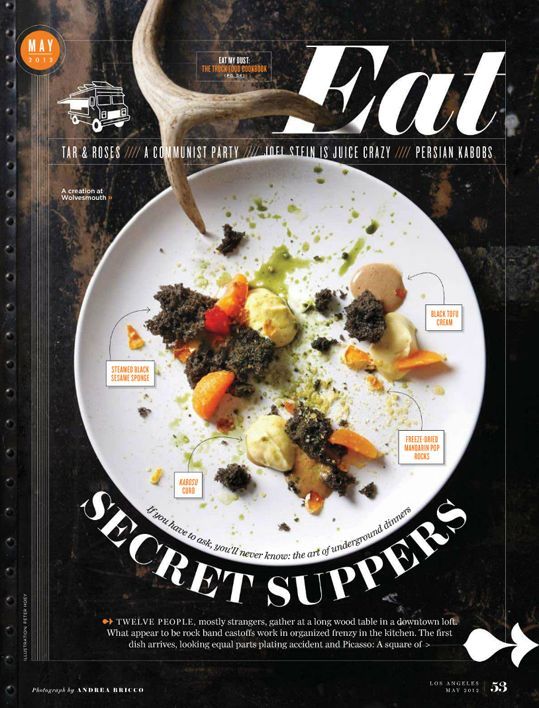 MAY
2012
EAT MY DUST:
THE TRUCK FOOD COOKBOOK
Eat
TAR & ROSES //// A COMMUNIST PARTY //// JOEL STEIN IS JUICE CRAZY //// PERSIAN KABOBS
A creation at
Wolvesmouth »
BLACK TOFU
CREAM
STEAMED BLACK
SESAME SPONGE
FREEZE-DRIED
MANDARIN POP
ROCKS
KABOSU
CURD
If you have to ask, you'll never know: the art of underground dinners
SECRET SUPPERS
TWELVE PEOPLE, mostly strangers, gather at a long wood table in a downtown loft.
What appear to be rock band castoffs work in organized frenzy in the kitchen. The first
dish arrives, looking equal parts plating accident and Picasso: A square of >
ILLUSTRATION PETER HOEY
Photograph by ANDREA BRICCO
LOS ANGELES
MAY 2012
53